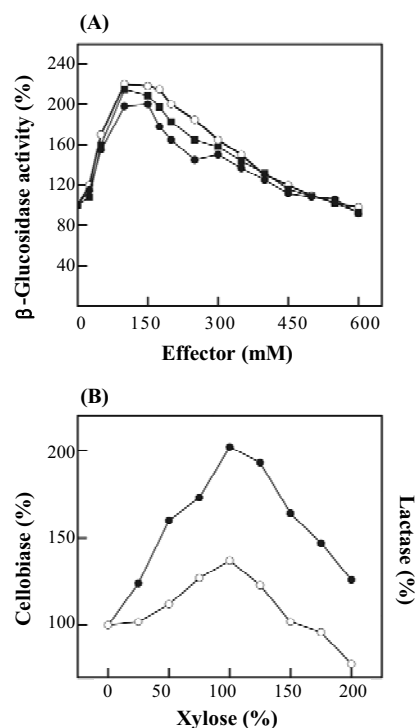 (A)
β-Glucosidase activity (%)
240
200
160
120
80
40
0 150 300 450 600
Effector (mM)
(B)
Cellobiase (%)
200
150
100
Lactase (%)
0 50 100 150 200
Xylose (%)